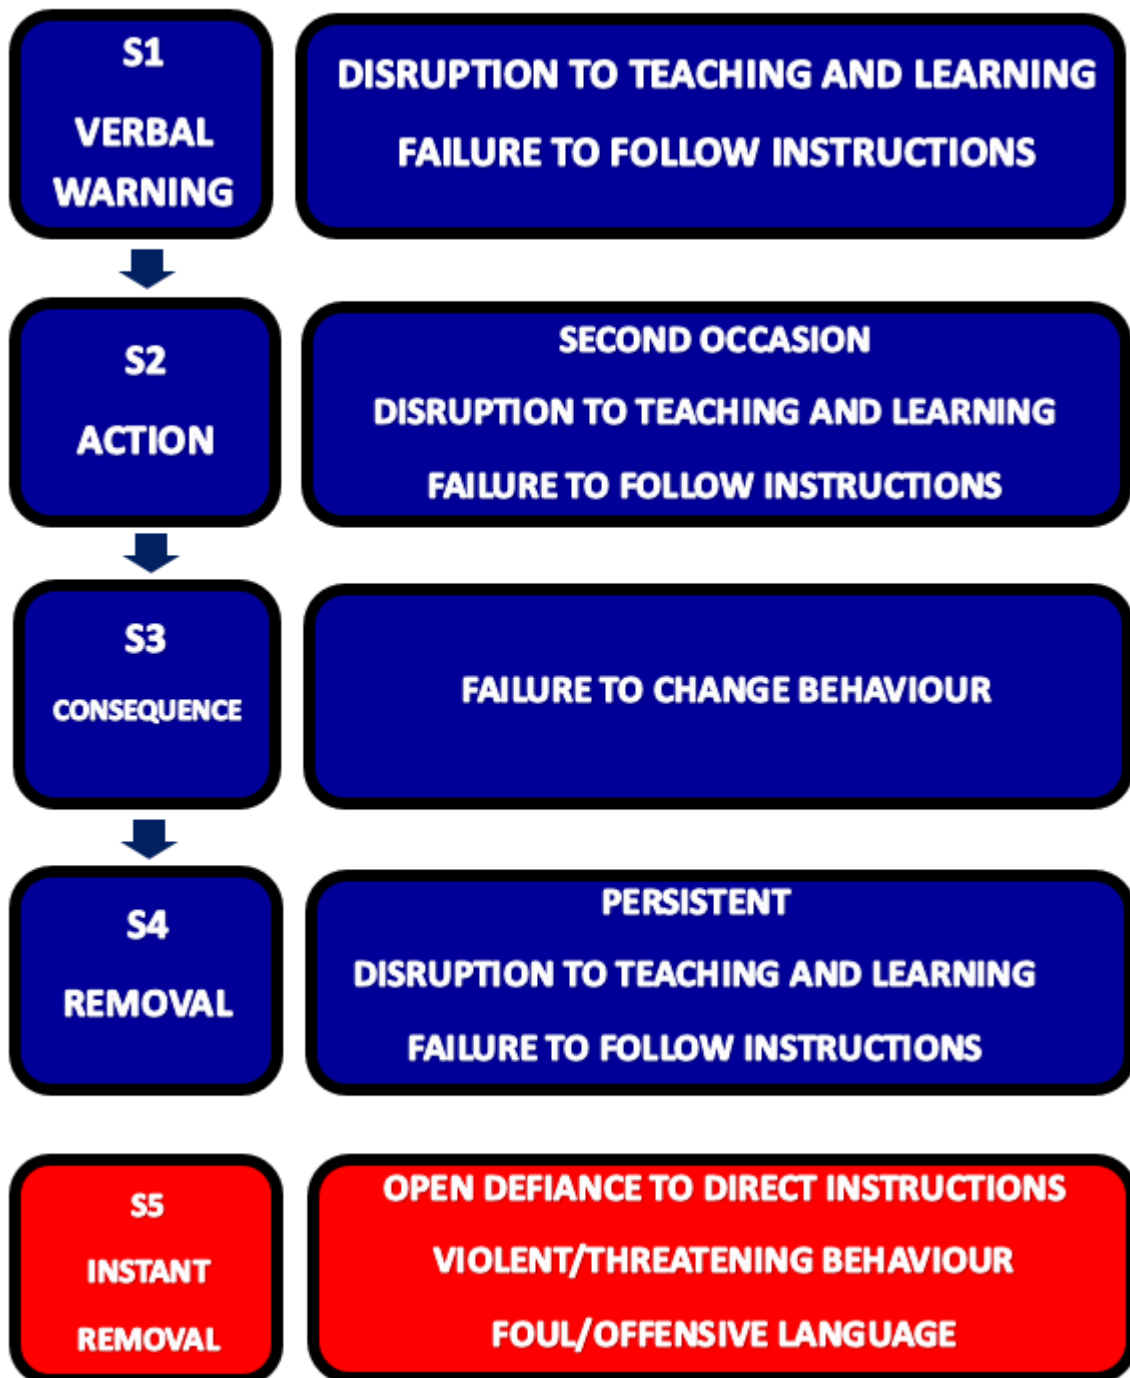 S1
VERBAL
WARNING
DISRUPTION TO TEACHING AND LEARNING
FAILURE TO FOLLOW INSTRUCTIONS
S2
ACTION
SECOND OCCASION
DISRUPTION TO TEACHING AND LEARNING
FAILURE TO FOLLOW INSTRUCTIONS
S3
CONSEQUENCE
FAILURE TO CHANGE BEHAVIOUR
S4
REMOVAL
PERSISTENT
DISRUPTION TO TEACHING AND LEARNING
FAILURE TO FOLLOW INSTRUCTIONS
S5
INSTANT
REMOVAL
OPEN DEFIANCE TO DIRECT INSTRUCTIONS
VIOLENT/THREATENING BEHAVIOUR
FOUL/OFFENSIVE LANGUAGE